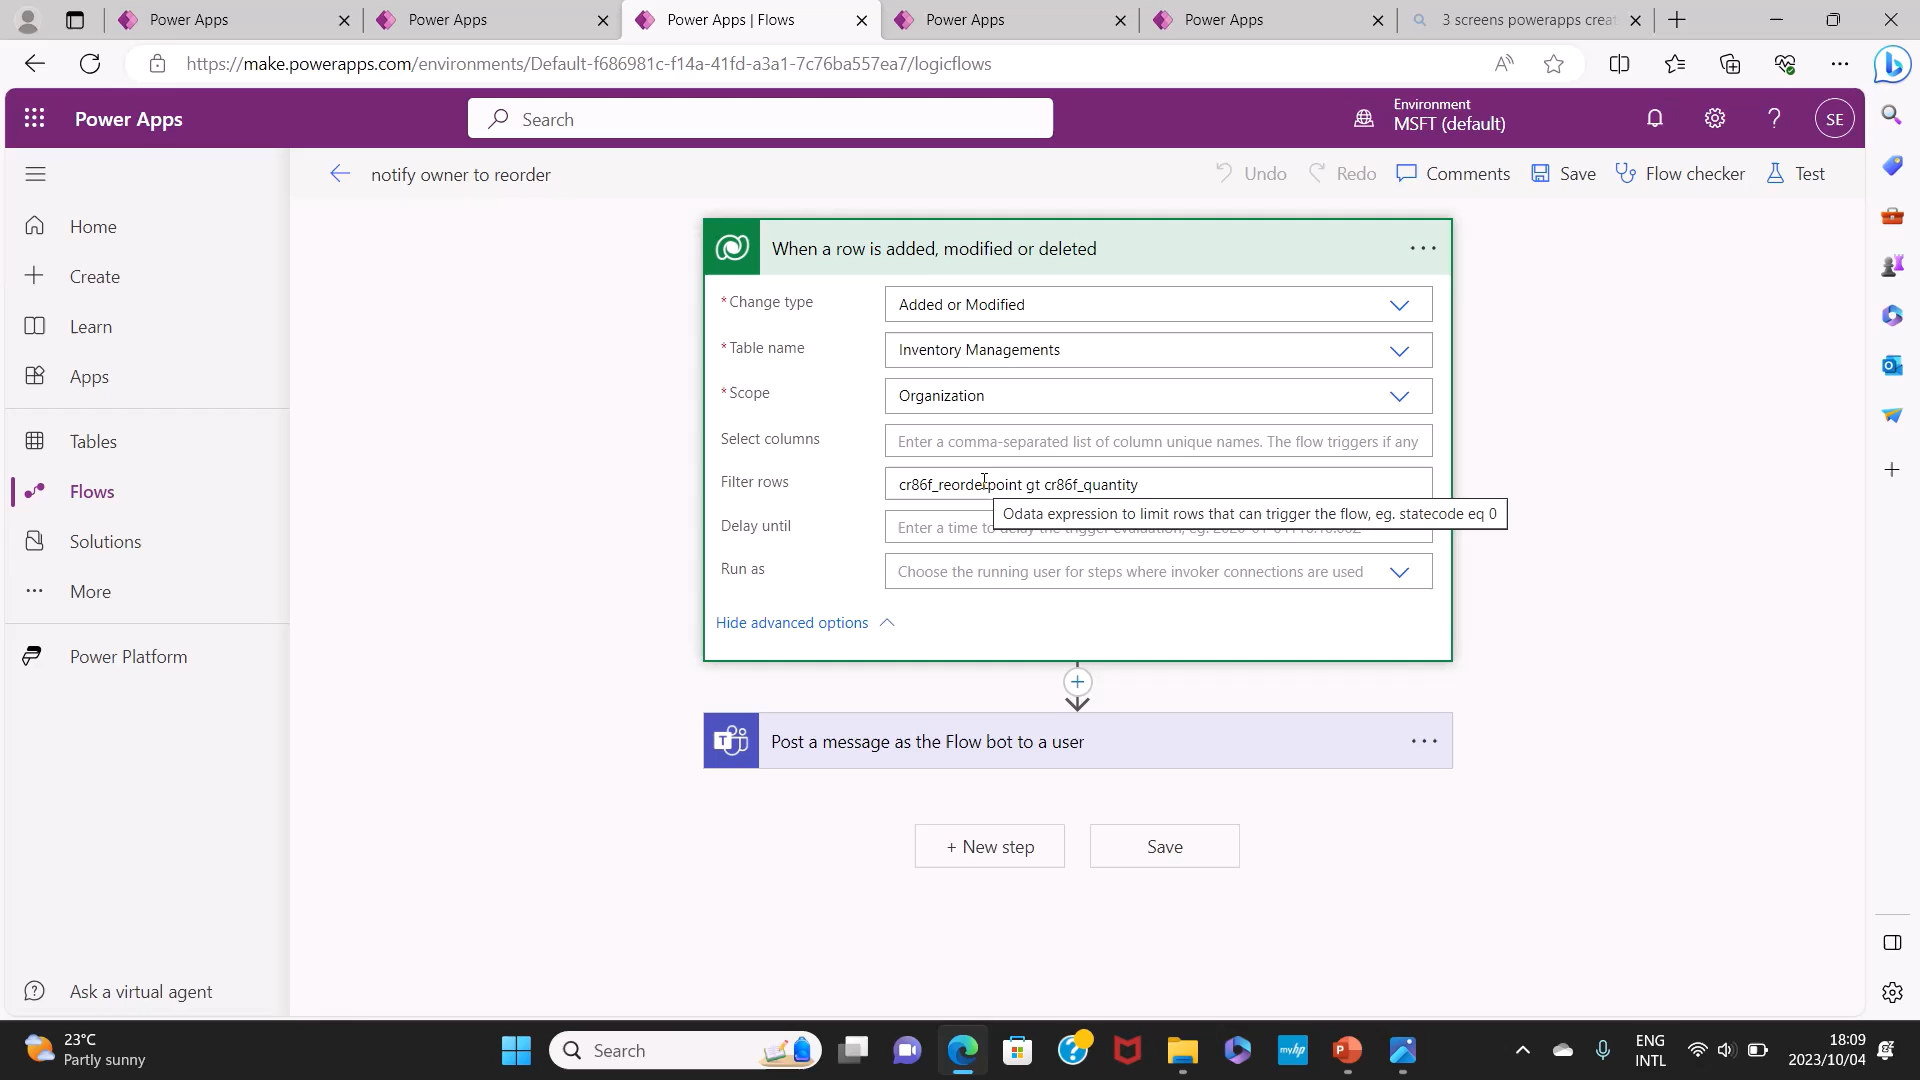 Power Apps
Power Apps
Power Apps | Flows
Power Apps
Power Apps
3 screens powerapps creat
https://make.powerapps.com/environments/Default-f686981c-f14a-41fd-a3a1-7c76ba557ea7/logicflows
Power Apps
Search
Environment
MSFT (default)
SE
notify owner to reorder
Undo
Redo
Comments
Save
Flow checker
Test
Home
Create
Learn
Apps
Tables
Flows
Solutions
More
Power Platform
Ask a virtual agent
When a row is added, modified or deleted
* Change type
Added or Modified
* Table name
Inventory Managements
* Scope
Organization
Select columns
Enter a comma-separated list of column unique names. The flow triggers if any
Filter rows
cr86f_reorderpoint gt cr86f_quantity
Odata expression to limit rows that can trigger the flow, eg. statecode eq 0
Delay until
Enter a time to
Run as
Choose the running user for steps where invoker connections are used
Hide advanced options
Post a message as the Flow bot to a user
+ New step
Save
23°C
Partly sunny
Search
myhp
ENG
INTL
18:09
2023/10/04